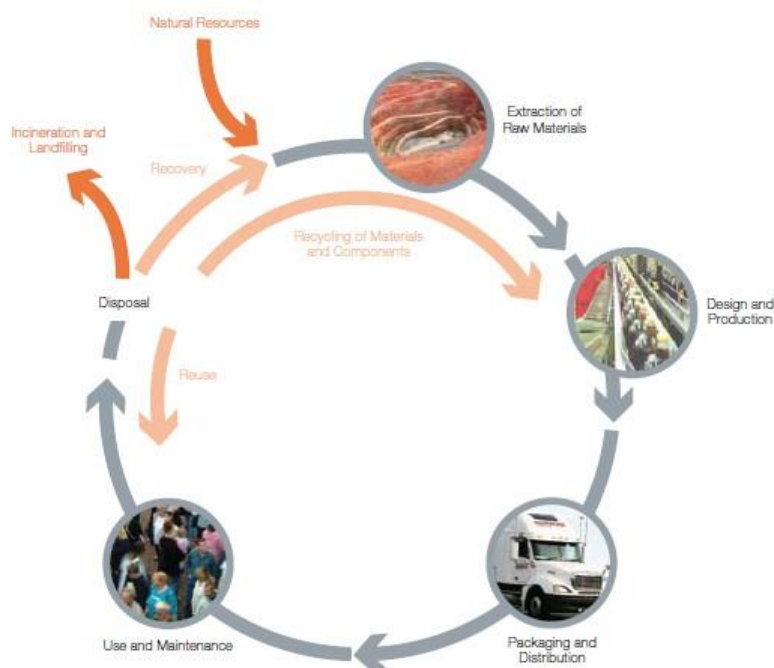 Natural Resources
Extraction of
Raw Materials
Incineration and
Landfilling
Recovery
Recycling of Materials
and Components
Disposal
Design and
Production
Reuse
Use and Maintenance
Packaging and
Distribution